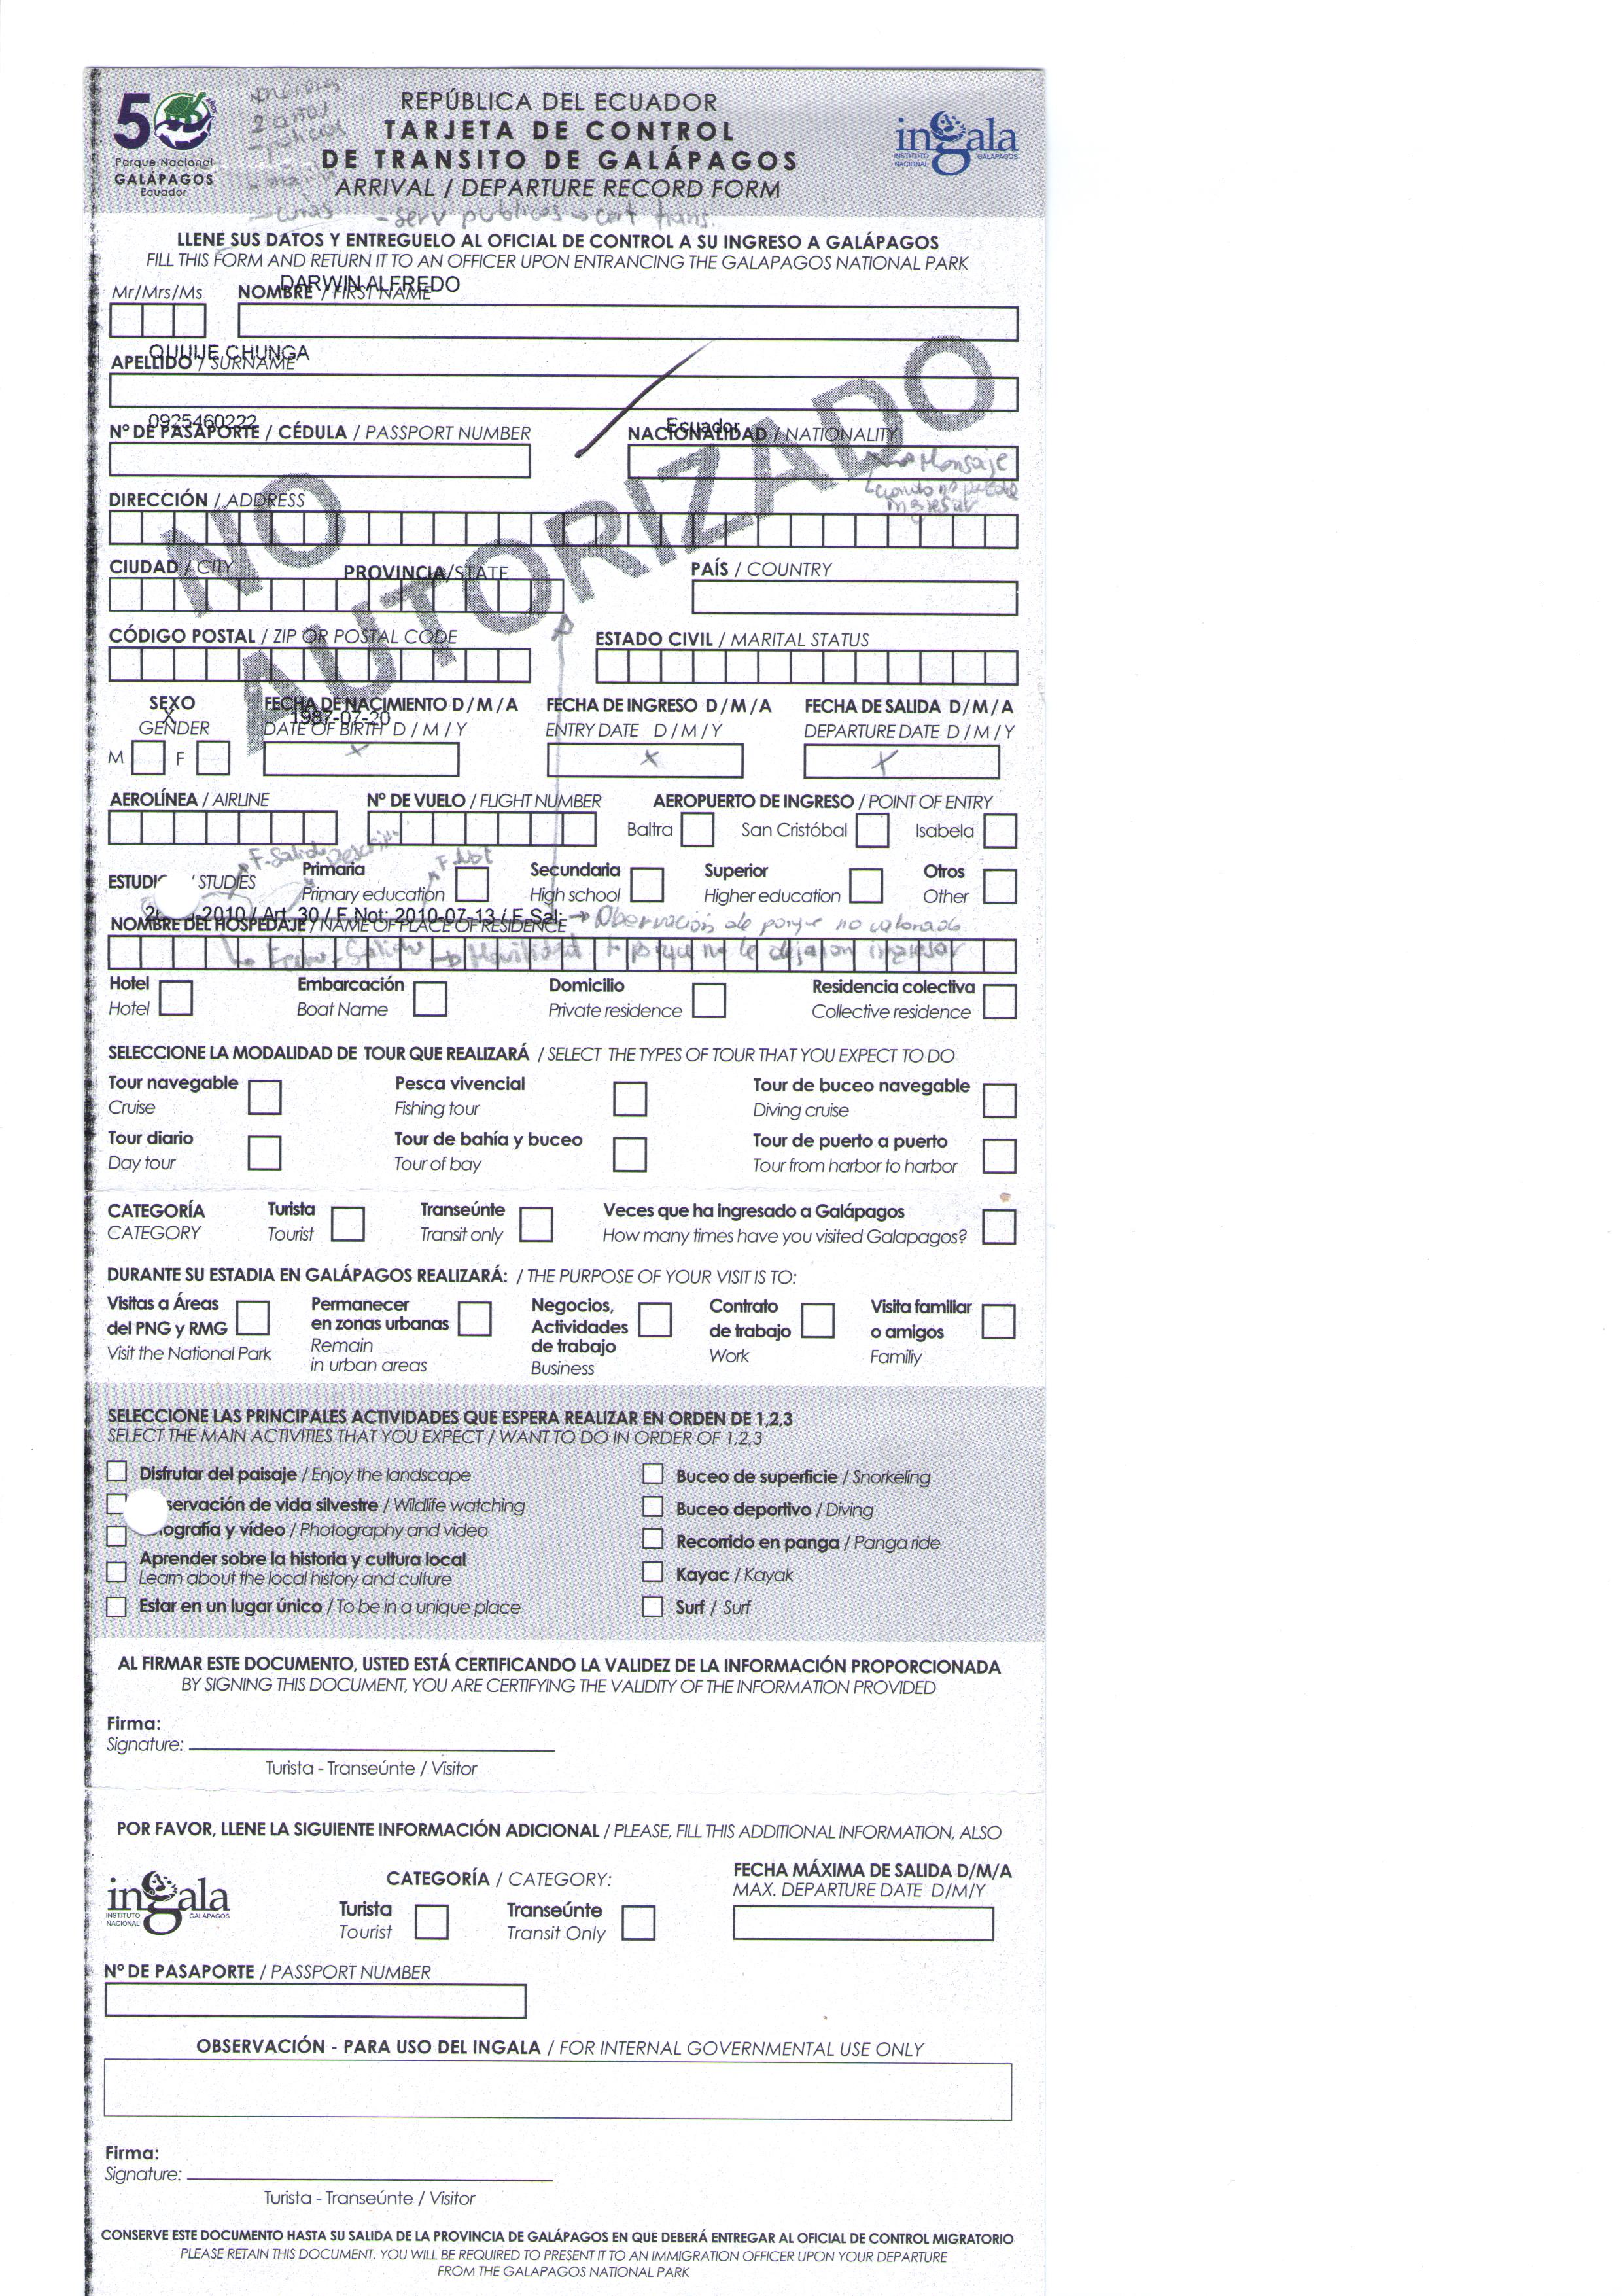 50
Parque Nacional
GALÁPAGOS
Ecuador
2 años
- policías
- curas - serv publicos → cert trans.
REPÚBLICA DEL ECUADOR
TARJETA DE CONTROL
DE TRANSITO DE GALÁPAGOS
ARRIVAL / DEPARTURE RECORD FORM
ingala
INSTITUTO NACIONAL GALAPAGOS
LLENE SUS DATOS Y ENTREGUELO AL OFICIAL DE CONTROL A SU INGRESO A GALÁPAGOS
FILL THIS FORM AND RETURN IT TO AN OFFICER UPON ENTRANCING THE GALAPAGOS NATIONAL PARK
DARWIN ALFREDO
Mr/Mrs/Ms NOMBRE / FIRST NAME
QUIJIJE CHUNGA
APELLIDO / SURNAME
0925460222 Ecuador
Nº DE PASAPORTE / CÉDULA / PASSPORT NUMBER NACIONALIDAD / NATIONALITY
NO AUTORIZADO
Mensaje
cuando no puede
ingresar
DIRECCIÓN / ADDRESS
CIUDAD / CITY PROVINCIA/STATE PAÍS / COUNTRY
CÓDIGO POSTAL / ZIP OR POSTAL CODE ESTADO CIVIL / MARITAL STATUS
SEXO FECHA DE NACIMIENTO D / M / A FECHA DE INGRESO D / M / A FECHA DE SALIDA D / M / A
X 1987-07-20
GENDER DATE OF BIRTH D / M / Y ENTRY DATE D / M / Y DEPARTURE DATE D / M / Y
M F x x x
AEROLÍNEA / AIRLINE Nº DE VUELO / FLIGHT NUMBER AEROPUERTO DE INGRESO / POINT OF ENTRY
Baltra San Cristóbal Isabela
F-Salida F-Not
ESTUDI / STUDIES Primaria Secundaria Superior Otros
Primary education High school Higher education Other
-2010 / Art. 30 / F.Not: 2010-07-13 / F.Sal: → Observación de porque no
NOMBRE DEL HOSPEDAJE / NAME OF PLACE OF RESIDENCE
Salida → + porque no le dejaron ingresar
Hotel Embarcación Domicilio Residencia colectiva
Hotel Boat Name Private residence Collective residence
SELECCIONE LA MODALIDAD DE TOUR QUE REALIZARÁ / SELECT THE TYPES OF TOUR THAT YOU EXPECT TO DO
Tour navegable Pesca vivencial Tour de buceo navegable
Cruise Fishing tour Diving cruise
Tour diario Tour de bahía y buceo Tour de puerto a puerto
Day tour Tour of bay Tour from harbor to harbor
CATEGORÍA Turista Transeúnte Veces que ha ingresado a Galápagos
CATEGORY Tourist Transit only How many times have you visited Galapagos?
DURANTE SU ESTADIA EN GALÁPAGOS REALIZARÁ: / THE PURPOSE OF YOUR VISIT IS TO:
Visitas a Áreas del PNG y RMG
Visit the National Park
Permanecer en zonas urbanas
Remain in urban areas
Negocios, Actividades de trabajo
Business
Contrato de trabajo
Work
Visita familiar o amigos
Familiy
SELECCIONE LAS PRINCIPALES ACTIVIDADES QUE ESPERA REALIZAR EN ORDEN DE 1,2,3
SELECT THE MAIN ACTIVITIES THAT YOU EXPECT / WANT TO DO IN ORDER OF 1,2,3
Disfrutar del paisaje / Enjoy the landscape Buceo de superficie / Snorkeling
servación de vida silvestre / Wildlife watching Buceo deportivo / Diving
ografía y vídeo / Photography and video Recorrido en panga / Panga ride
Aprender sobre la historia y cultura local
Learn about the local history and culture Kayac / Kayak
Estar en un lugar único / To be in a unique place Surf / Surf
AL FIRMAR ESTE DOCUMENTO, USTED ESTÁ CERTIFICANDO LA VALIDEZ DE LA INFORMACIÓN PROPORCIONADA
BY SIGNING THIS DOCUMENT, YOU ARE CERTIFYING THE VALIDITY OF THE INFORMATION PROVIDED
Firma:
Signature:
Turista - Transeúnte / Visitor
POR FAVOR, LLENE LA SIGUIENTE INFORMACIÓN ADICIONAL / PLEASE, FILL THIS ADDITIONAL INFORMATION, ALSO
ingala
INSTITUTO NACIONAL GALAPAGOS
CATEGORÍA / CATEGORY: FECHA MÁXIMA DE SALIDA D/M/A
MAX. DEPARTURE DATE D/M/Y
Turista Transeúnte
Tourist Transit Only
Nº DE PASAPORTE / PASSPORT NUMBER
OBSERVACIÓN - PARA USO DEL INGALA / FOR INTERNAL GOVERNMENTAL USE ONLY
Firma:
Signature:
Turista - Transeúnte / Visitor
CONSERVE ESTE DOCUMENTO HASTA SU SALIDA DE LA PROVINCIA DE GALÁPAGOS EN QUE DEBERÁ ENTREGAR AL OFICIAL DE CONTROL MIGRATORIO
PLEASE RETAIN THIS DOCUMENT. YOU WILL BE REQUIRED TO PRESENT IT TO AN IMMIGRATION OFFICER UPON YOUR DEPARTURE
FROM THE GALAPAGOS NATIONAL PARK